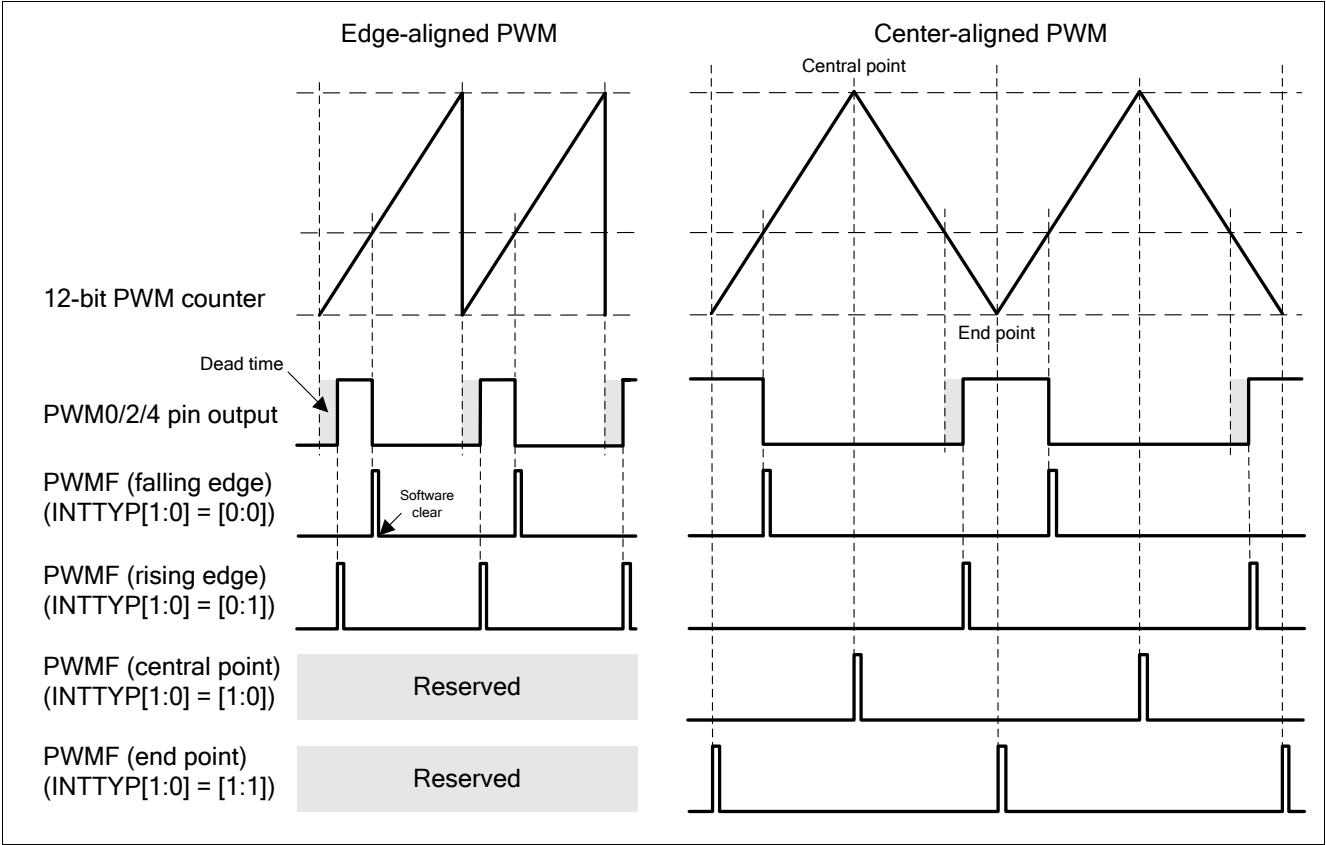 Edge-aligned PWM
Center-aligned PWM
Central point
12-bit PWM counter
End point
Dead time
PWM0/2/4 pin output
PWMF (falling edge)
(INTTYP[1:0] = [0:0])
Software
clear
PWMF (rising edge)
(INTTYP[1:0] = [0:1])
PWMF (central point)
(INTTYP[1:0] = [1:0])
Reserved
PWMF (end point)
(INTTYP[1:0] = [1:1])
Reserved